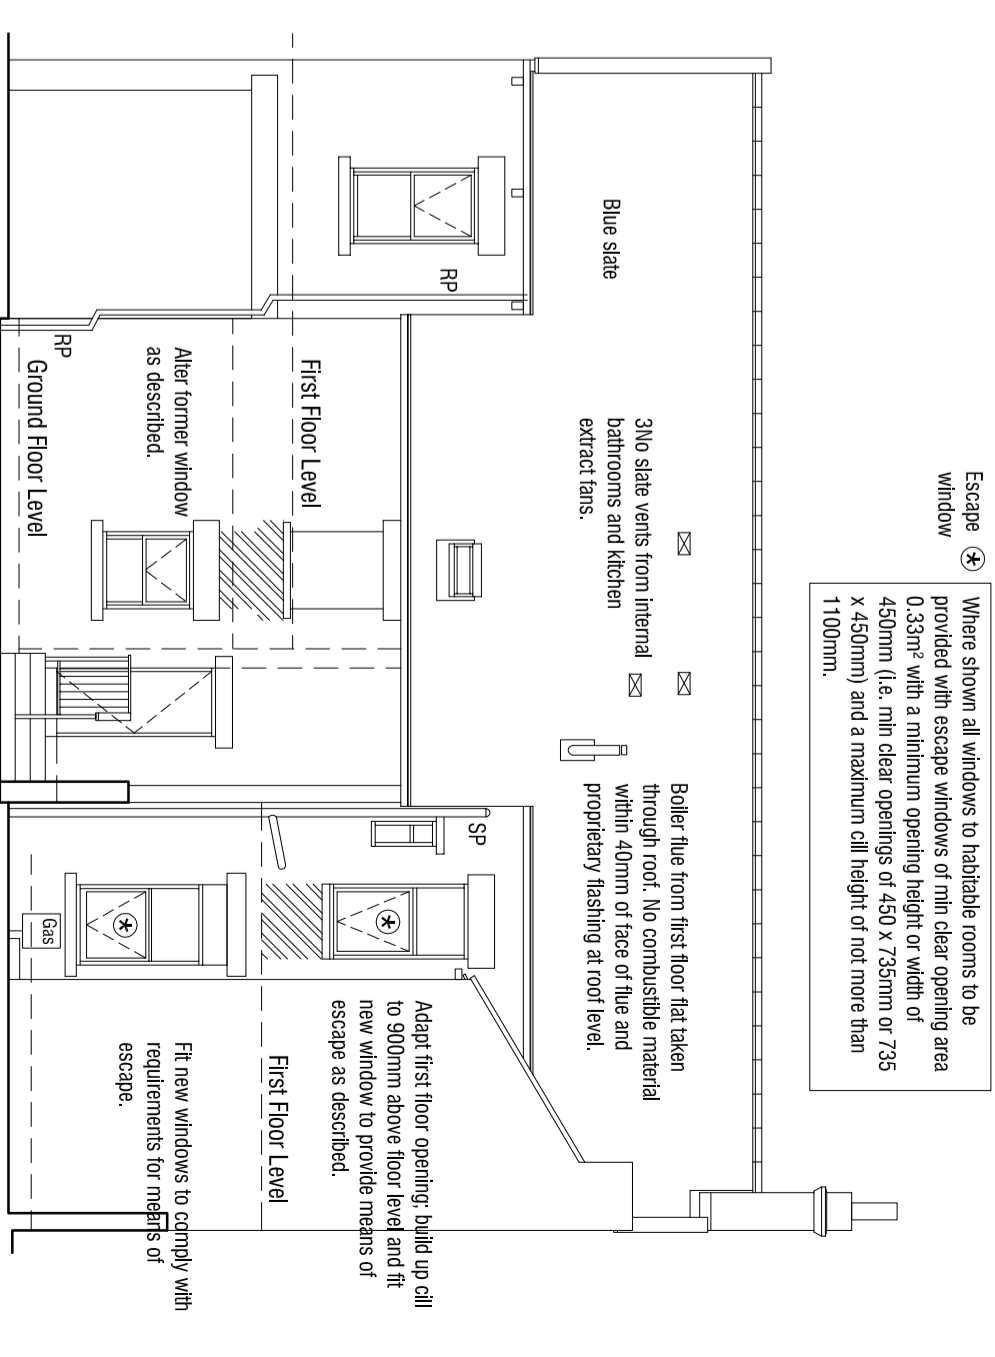 Escape
window
Where shown all windows to habitable rooms to be
provided with escape windows of min clear opening area
0.33m² with a minimum opening height or width of
450mm (i.e. min clear openings of 450 x 735mm or 735
x 450mm) and a maximum cill height of not more than
1100mm.
Blue slate
3No slate vents from internal
bathrooms and kitchen
extract fans.
Boiler flue from first floor flat taken
through roof. No combustible material
within 40mm of face of flue and
proprietary flashing at roof level.
RP
SP
First Floor Level
Alter former window
as described.
RP
Ground Floor Level
Gas
Adapt first floor opening; build up cill
to 900mm above floor level and fit
new window to provide means of
escape as described.
First Floor Level
Fit new windows to comply with
requirements for means of
escape.